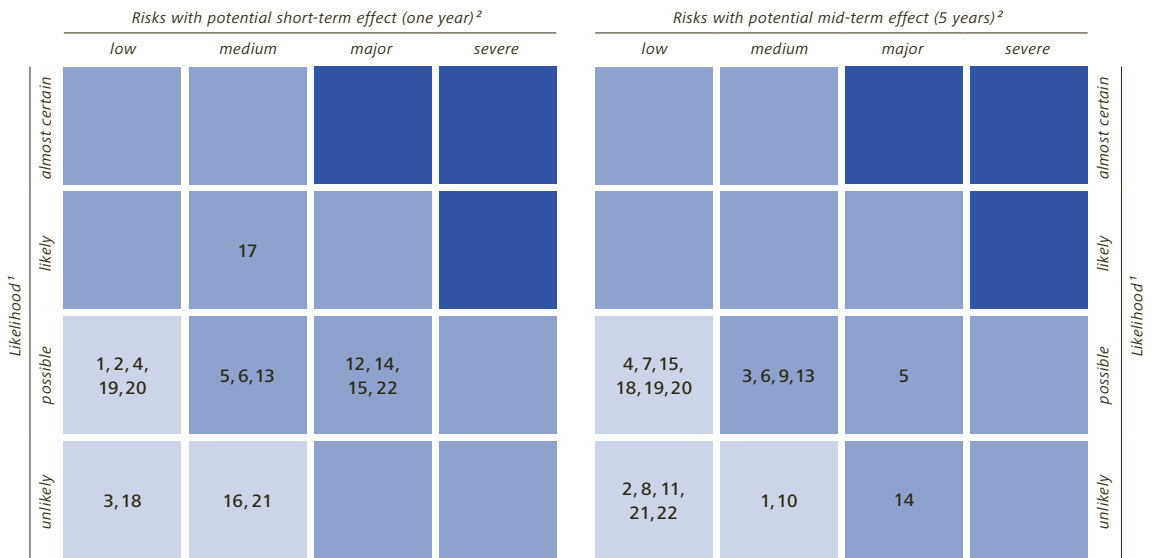 Risks with potential short-term effect (one year)²
low medium major severe
Likelihood¹
almost certain
likely
17
possible
1, 2, 4,
19, 20
5, 6, 13
12, 14,
15, 22
unlikely
3, 18
16, 21
Risks with potential mid-term effect (5 years)²
low medium major severe
almost certain
likely
4, 7, 15,
18, 19, 20
3, 6, 9, 13
5
possible
2, 8, 11,
21, 22
1, 10
14
unlikely
Likelihood¹